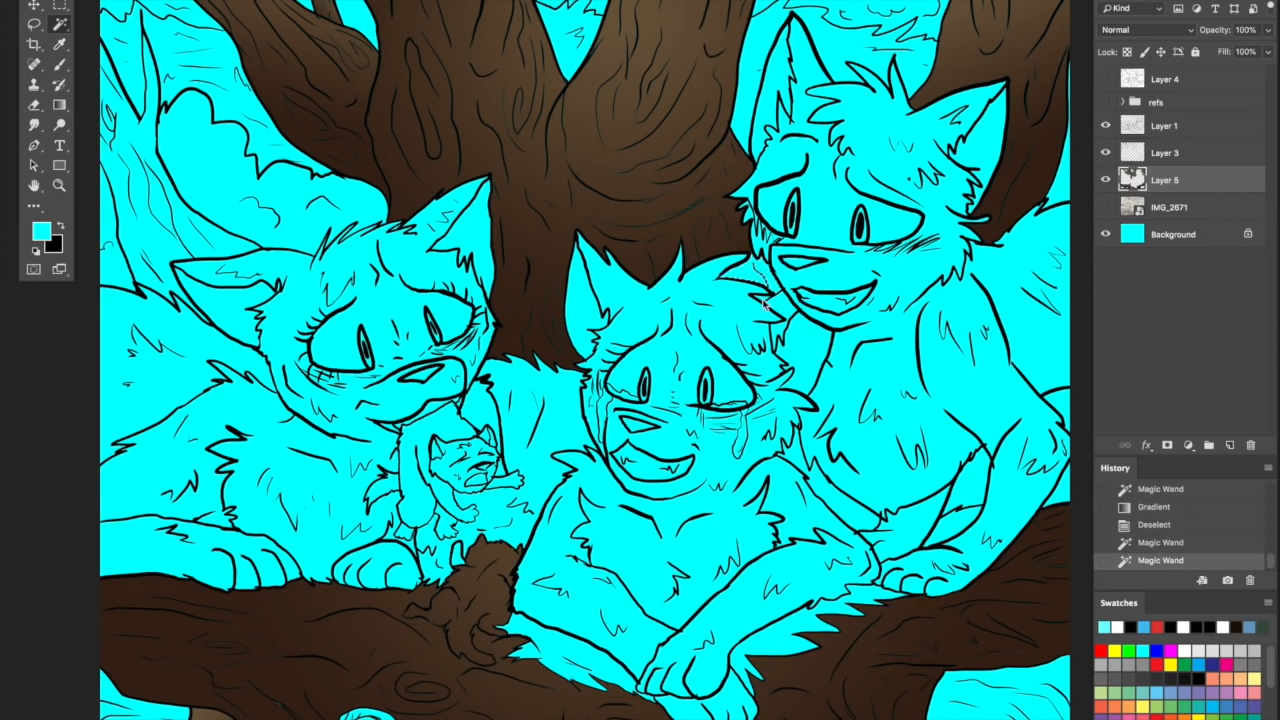 Kind
Normal
Opacity: 100%
Lock:
Fill: 100%
Layer 4
refs
Layer 1
Layer 3
Layer 5
IMG_2671
Background
fx
History
Magic Wand
Gradient
Deselect
Magic Wand
Magic Wand
Swatches